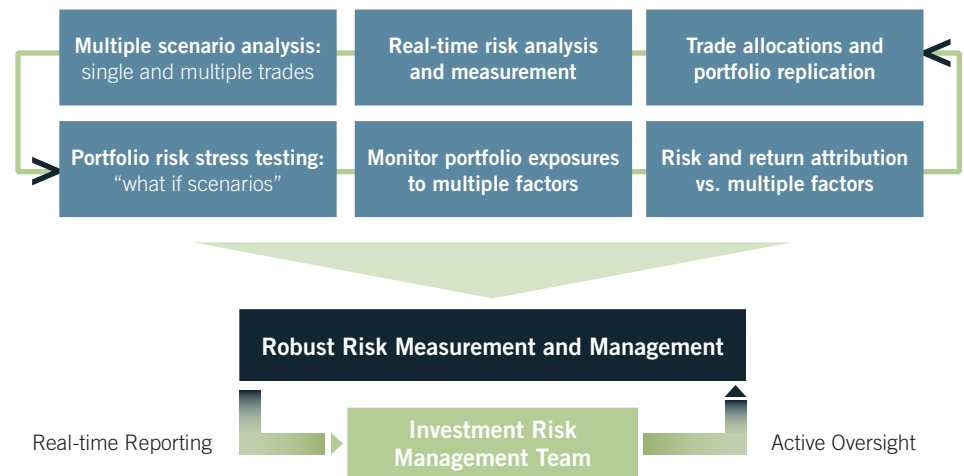 Multiple scenario analysis:
single and multiple trades
Real-time risk analysis
and measurement
Trade allocations and
portfolio replication
Portfolio risk stress testing:
“what if scenarios”
Monitor portfolio exposures
to multiple factors
Risk and return attribution
vs. multiple factors
Robust Risk Measurement and Management
Real-time Reporting
Investment Risk
Management Team
Active Oversight